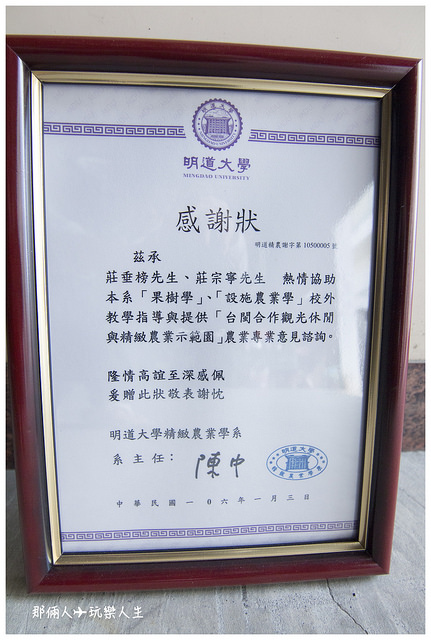 明道大學
MINGDAO UNIVERSITY
感謝狀
明道精農謝字第10500005號
茲承
莊垂榜先生、莊宗寧先生 熱情協助
本系「果樹學」、「設施農業學」校外
教學指導與提供「台閩合作觀光休閒
與精緻農業示範園」農業專業意見諮詢。
隆情高誼至深感佩
爰贈此狀敬表謝忱
明道大學精緻農業學系
系主任：陳中
明道大學
中華民國一0六年一月三日
那倆人✈玩樂人生